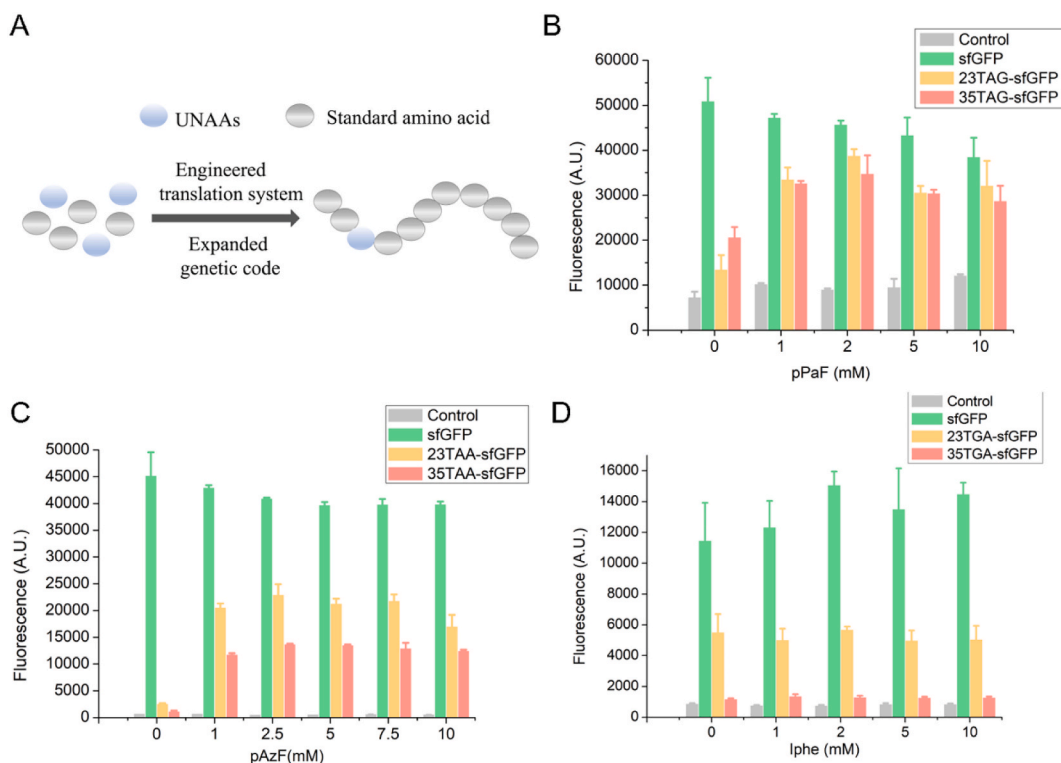 A
UNAAs
Standard amino acid
Engineered
translation system
Expanded
genetic code
B
Control
sfGFP
23TAG-sfGFP
35TAG-sfGFP
Fluorescence (A.U.)
60000
50000
40000
30000
20000
10000
0
0 1 2 5 10
pPaF (mM)
C
Control
sfGFP
23TAA-sfGFP
35TAA-sfGFP
Fluorescence (A.U.)
50000
45000
40000
35000
30000
25000
20000
15000
10000
5000
0
0 1 2.5 5 7.5 10
pAzF(mM)
D
Control
sfGFP
23TGA-sfGFP
35TGA-sfGFP
Fluorescence (A.U.)
16000
14000
12000
10000
8000
6000
4000
2000
0
0 1 2 5 10
Iphe (mM)